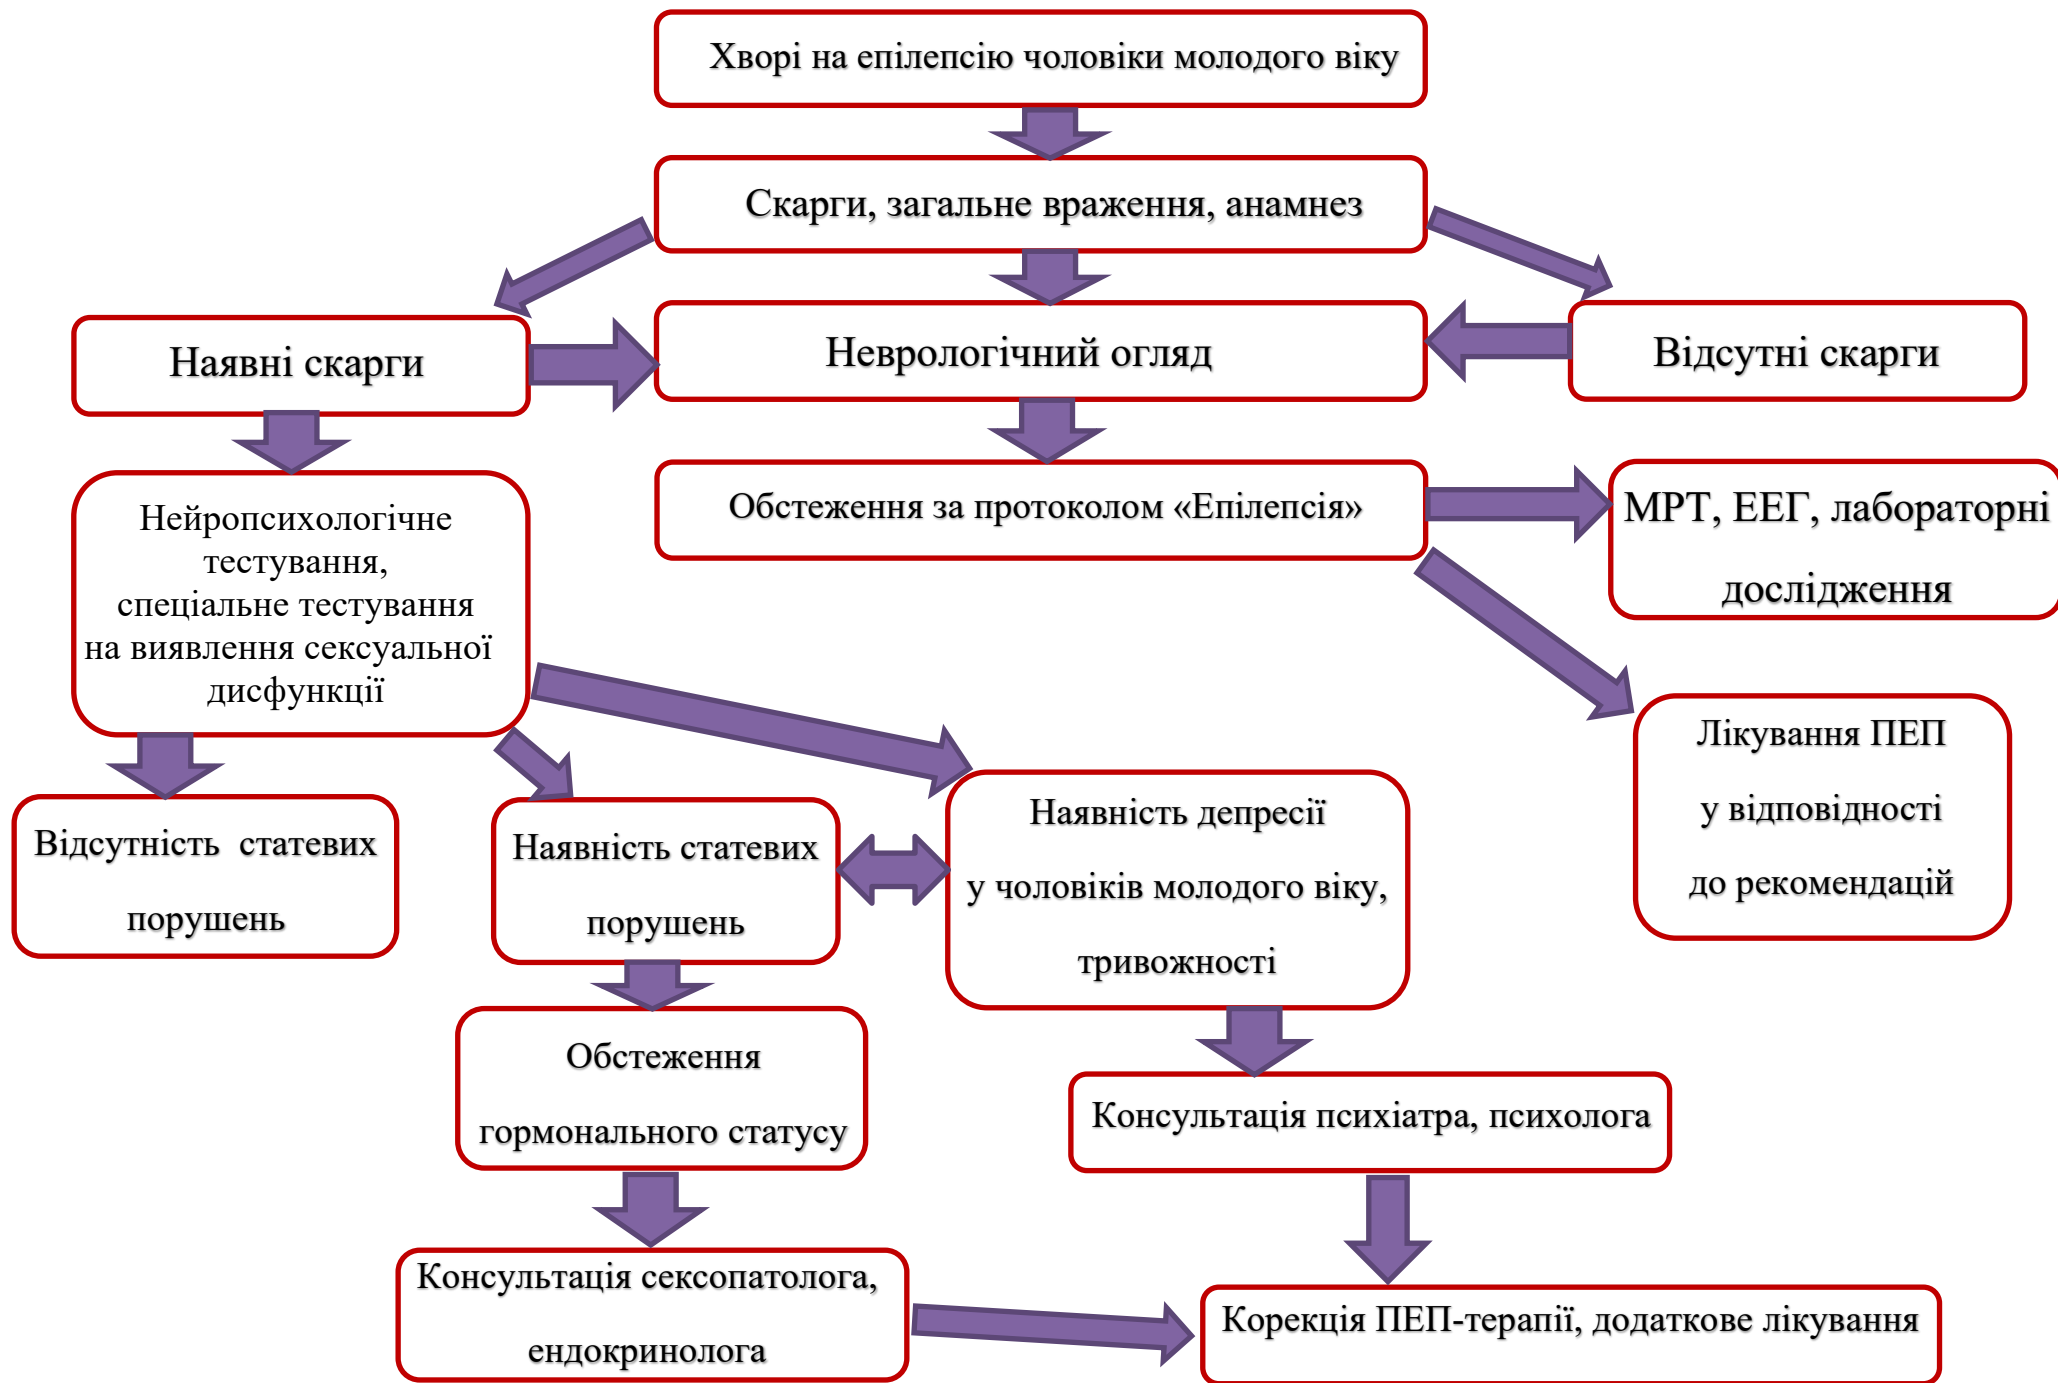 Хворі на епілепсію чоловіки молодого віку
Скарги, загальне враження, анамнез
Наявні скарги
Неврологічний огляд
Відсутні скарги
Нейропсихологічне
тестування,
спеціальне тестування
на виявлення сексуальної
дисфункції
Обстеження за протоколом «Епілепсія»
МРТ, ЕЕГ, лабораторні
дослідження
Лікування ПЕП
у відповідності
до рекомендацій
Відсутність статевих
порушень
Наявність статевих
порушень
Наявність депресії
у чоловіків молодого віку,
тривожності
Обстеження
гормонального статусу
Консультація психіатра, психолога
Консультація сексопатолога,
ендокринолога
Корекція ПЕП-терапії, додаткове лікування